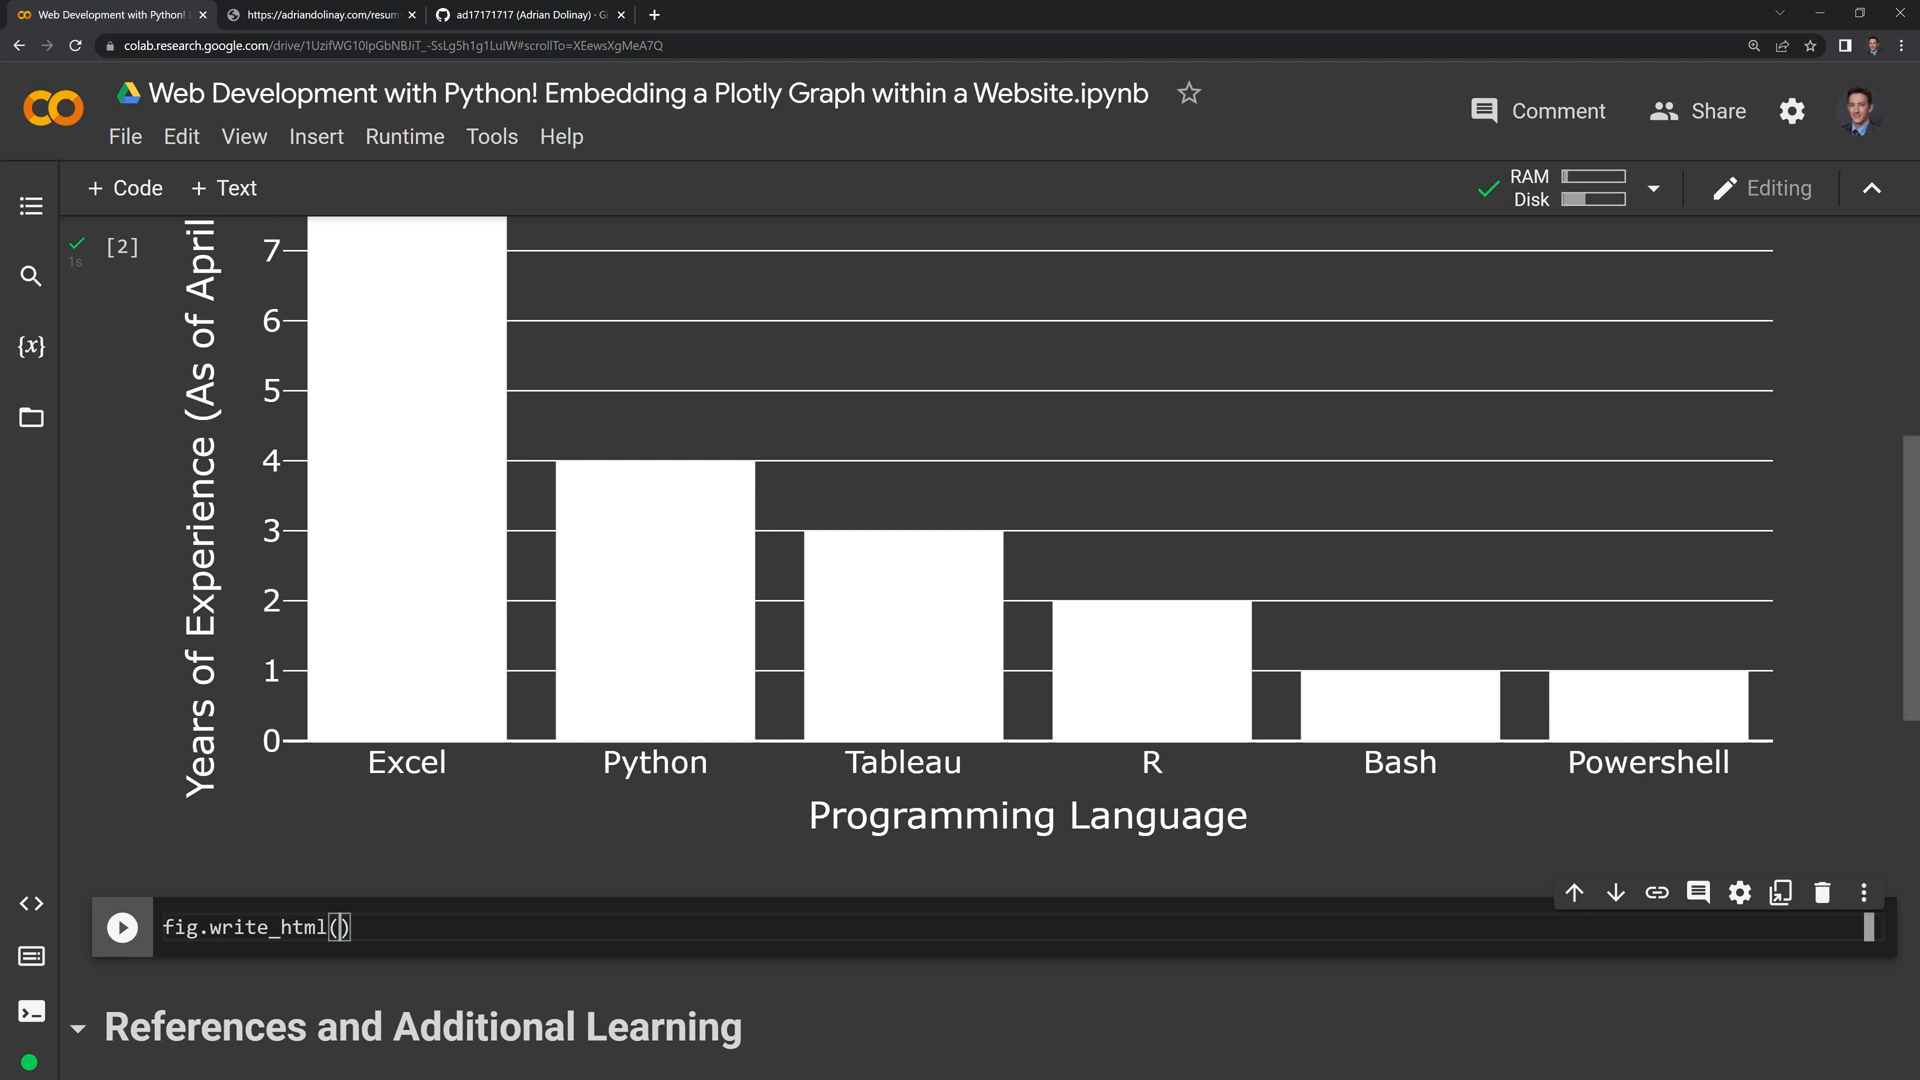 Web Development with Python!
https://adriandolinay.com/resum
ad17171717 (Adrian Dolinay) · Gi
colab.research.google.com/drive/1UzifWG10IpGbNBJiT_-SsLg5h1g1LuIW#scrollTo=XEewsXgMeA7Q
Web Development with Python! Embedding a Plotly Graph within a Website.ipynb
File Edit View Insert Runtime Tools Help
Comment
Share
+ Code + Text
RAM
Disk
Editing
[2]
1s
{x}
Years of Experience (As of April
7
6
5
4
3
2
1
0
Excel Python Tableau R Bash Powershell
Programming Language
fig.write_html()
References and Additional Learning